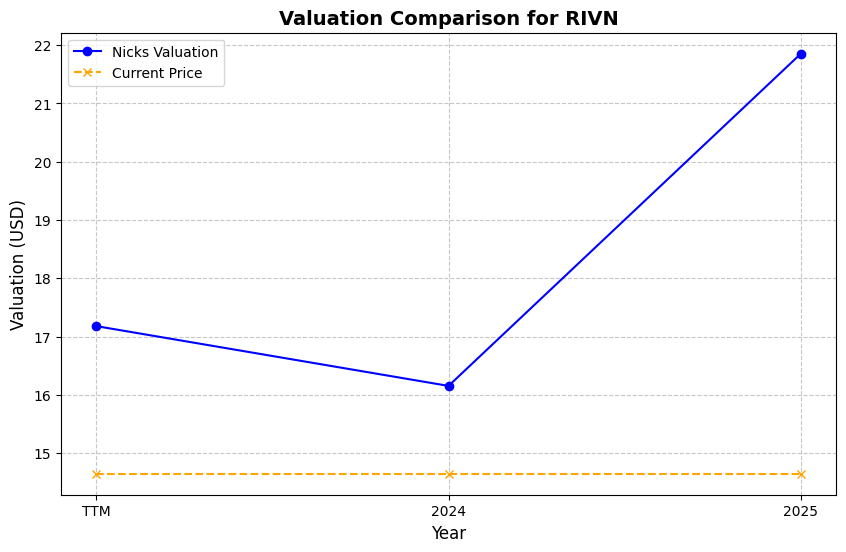 Valuation Comparison for RIVN
Nicks Valuation
Current Price
Valuation (USD)
22
21
20
19
18
17
16
15
TTM
2024
2025
Year